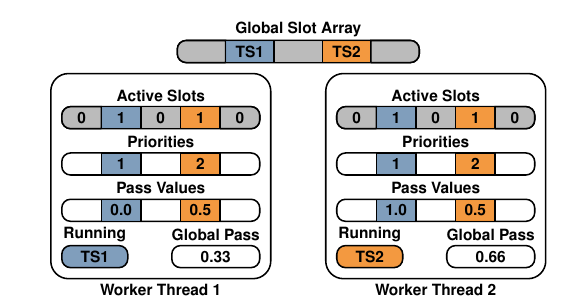 Global Slot Array
TS1 TS2
Active Slots
0 1 0 1 0
Priorities
1 2
Pass Values
0.0 0.5
Running Global Pass
TS1 0.33
Worker Thread 1
Active Slots
0 1 0 1 0
Priorities
1 2
Pass Values
1.0 0.5
Running Global Pass
TS2 0.66
Worker Thread 2